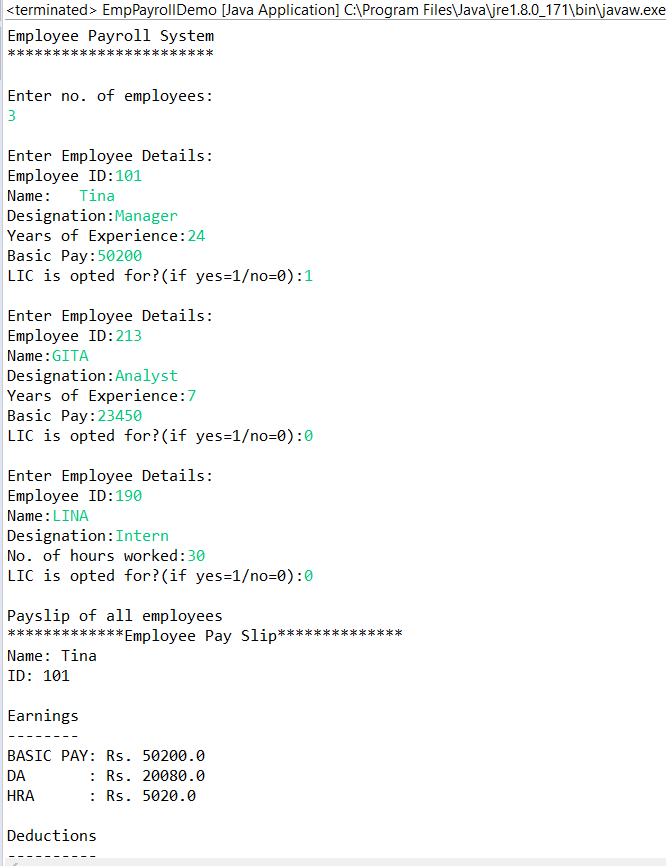 <terminated> EmpPayrollDemo [Java Application] C:\Program Files\Java\jre1.8.0_171\bin\javaw.exe
Employee Payroll System
***********************
Enter no. of employees:
3
Enter Employee Details:
Employee ID:101
Name:   Tina
Designation:Manager
Years of Experience:24
Basic Pay:50200
LIC is opted for?(if yes=1/no=0):1
Enter Employee Details:
Employee ID:213
Name:GITA
Designation:Analyst
Years of Experience:7
Basic Pay:23450
LIC is opted for?(if yes=1/no=0):0
Enter Employee Details:
Employee ID:190
Name:LINA
Designation:Intern
No. of hours worked:30
LIC is opted for?(if yes=1/no=0):0
Payslip of all employees
*************Employee Pay Slip**************
Name: Tina
ID: 101
Earnings
--------
BASIC PAY: Rs. 50200.0
DA       : Rs. 20080.0
HRA      : Rs. 5020.0
Deductions
----------